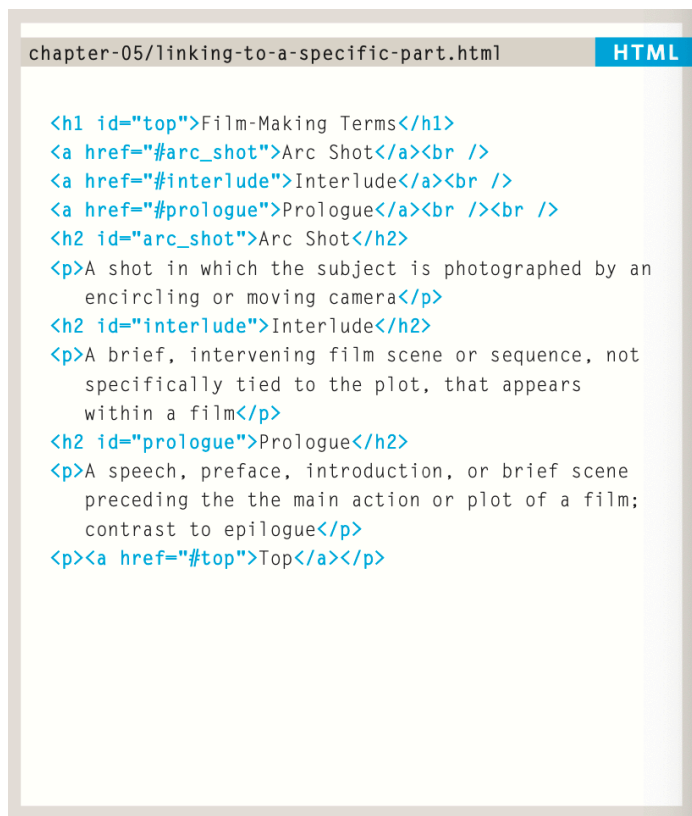 chapter-05/linking-to-a-specific-part.html HTML
<h1 id="top">Film-Making Terms</h1>
<a href="#arc_shot">Arc Shot</a><br />
<a href="#interlude">Interlude</a><br />
<a href="#prologue">Prologue</a><br /><br />
<h2 id="arc_shot">Arc Shot</h2>
<p>A shot in which the subject is photographed by an
encircling or moving camera</p>
<h2 id="interlude">Interlude</h2>
<p>A brief, intervening film scene or sequence, not
specifically tied to the plot, that appears
within a film</p>
<h2 id="prologue">Prologue</h2>
<p>A speech, preface, introduction, or brief scene
preceding the the main action or plot of a film;
contrast to epilogue</p>
<p><a href="#top">Top</a></p>